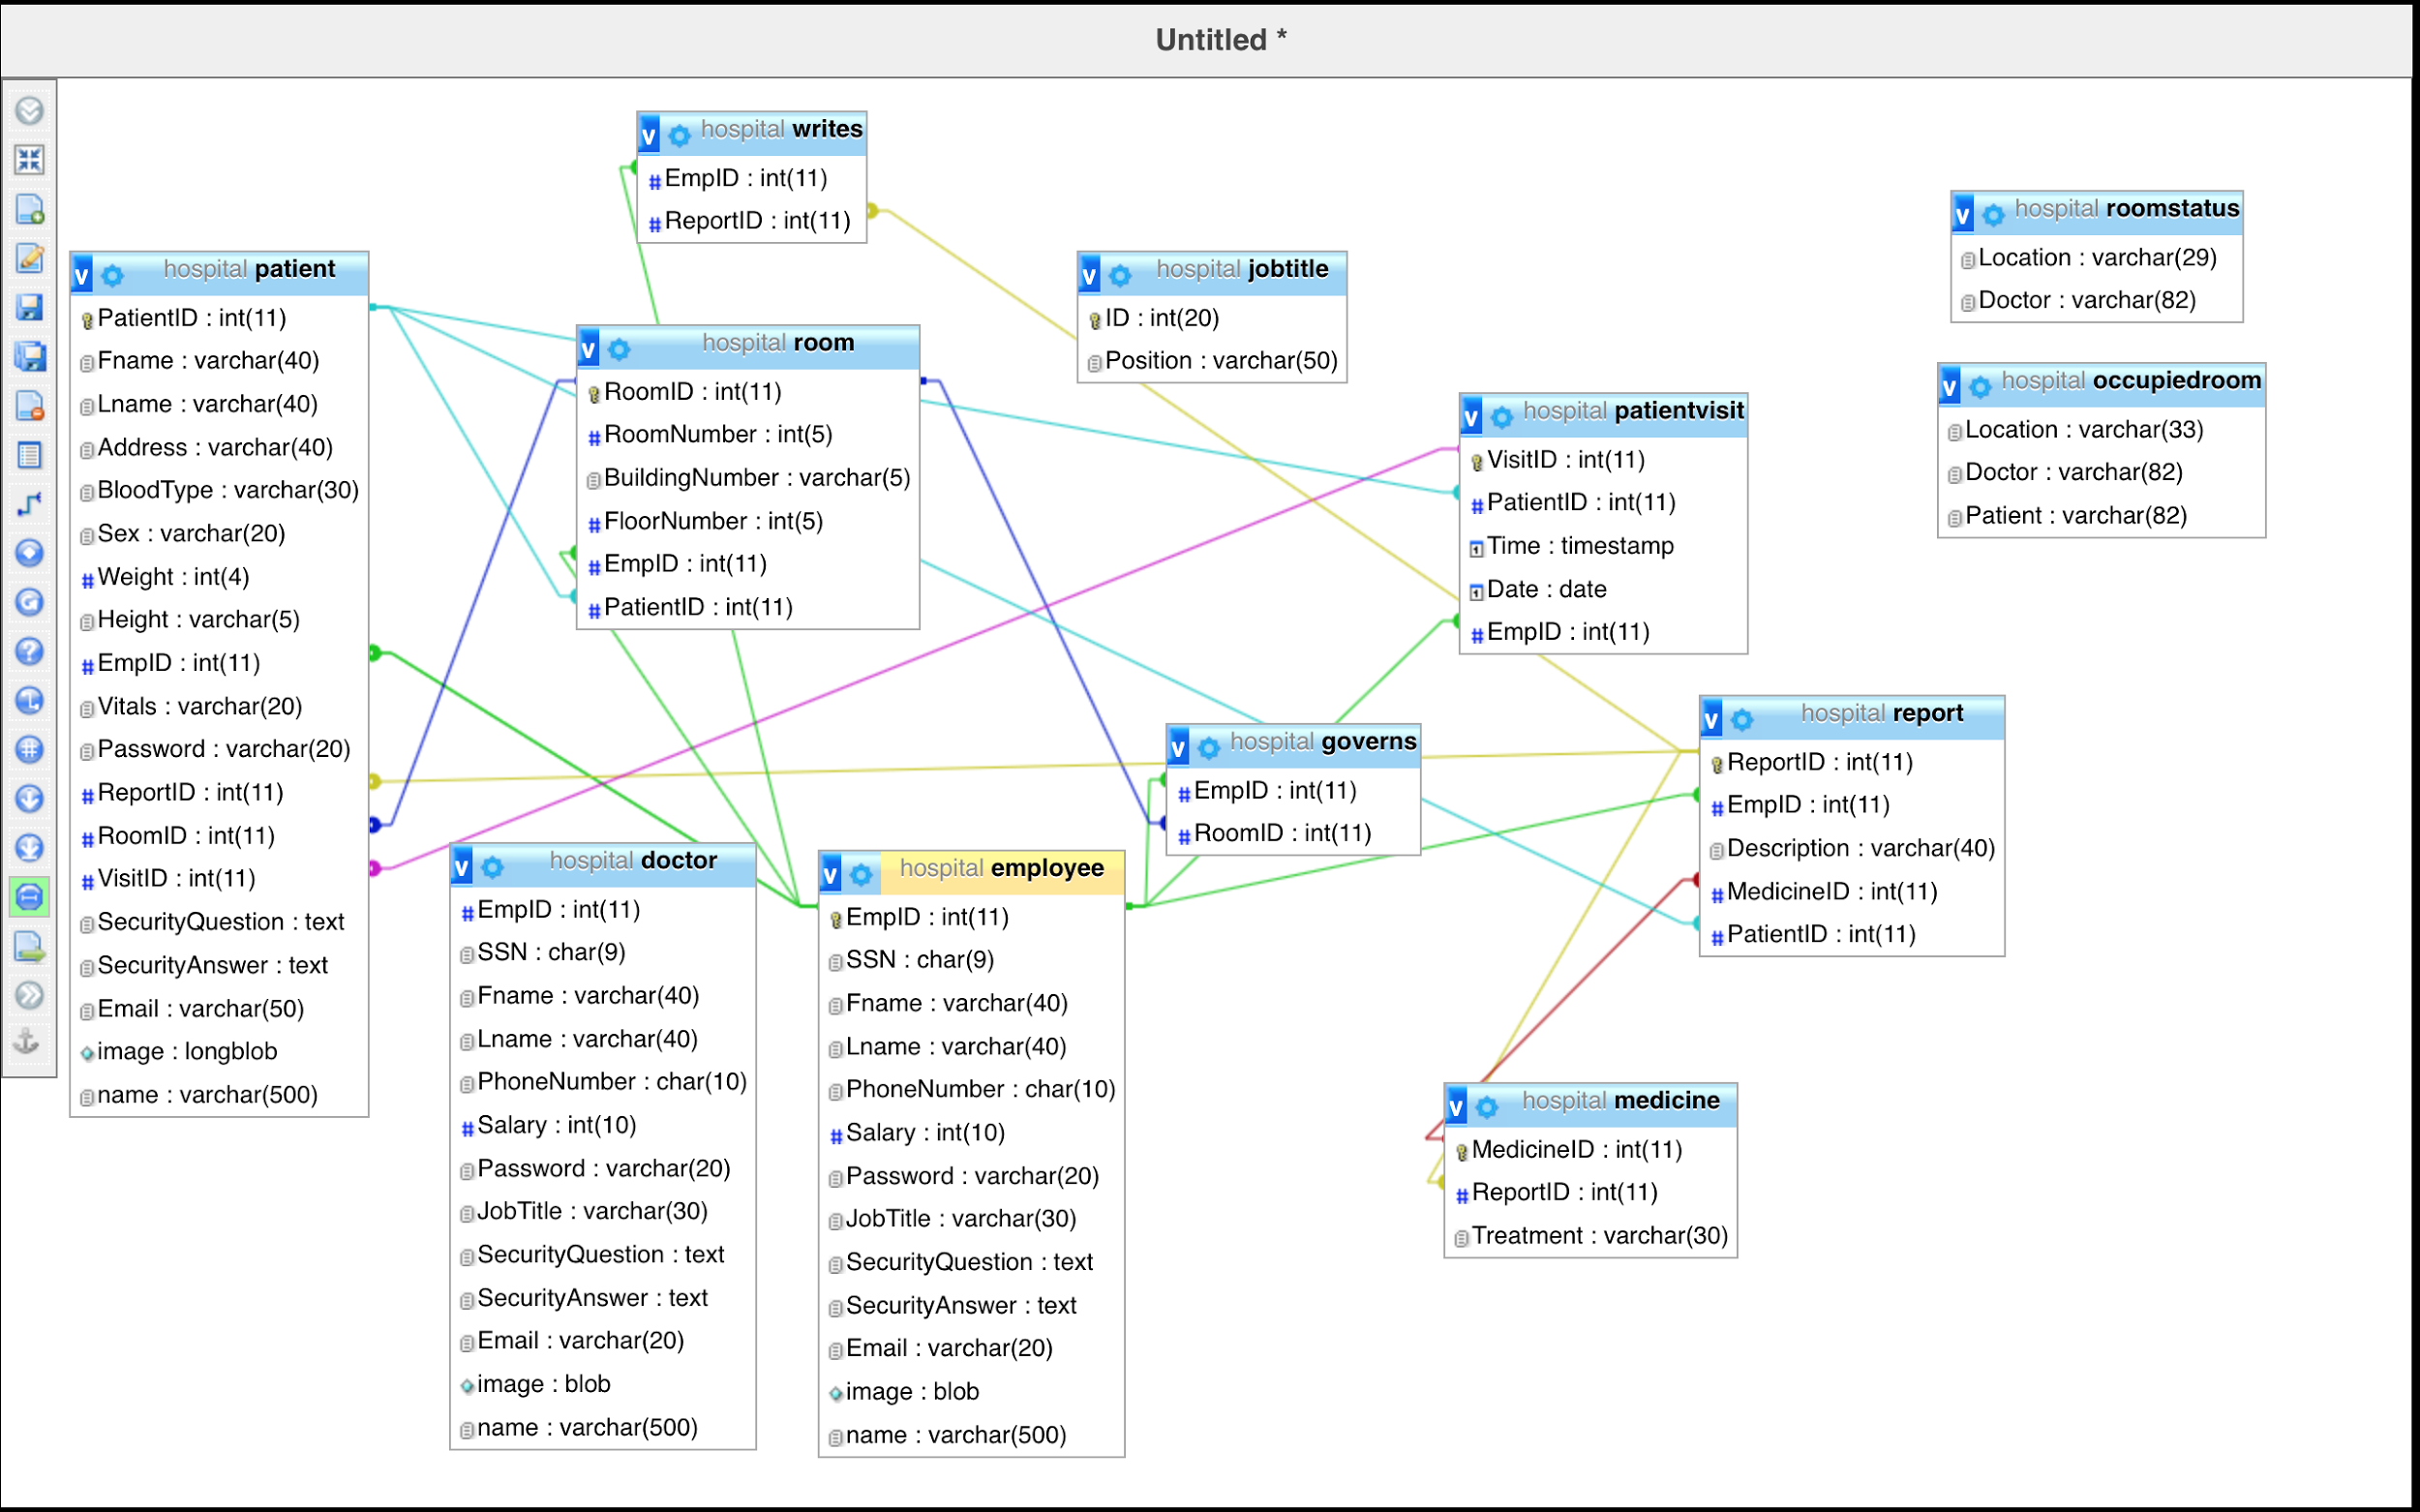 Untitled *
hospital writes
EmpID : int(11)
ReportID : int(11)
hospital patient
PatientID : int(11)
Fname : varchar(40)
Lname : varchar(40)
Address : varchar(40)
BloodType : varchar(30)
Sex : varchar(20)
Weight : int(4)
Height : varchar(5)
EmpID : int(11)
Vitals : varchar(20)
Password : varchar(20)
ReportID : int(11)
RoomID : int(11)
VisitID : int(11)
SecurityQuestion : text
SecurityAnswer : text
Email : varchar(50)
image : longblob
name : varchar(500)
hospital room
RoomID : int(11)
RoomNumber : int(5)
BuildingNumber : varchar(5)
FloorNumber : int(5)
EmpID : int(11)
PatientID : int(11)
hospital jobtitle
ID : int(20)
Position : varchar(50)
hospital roomstatus
Location : varchar(29)
Doctor : varchar(82)
hospital occupiedroom
Location : varchar(33)
Doctor : varchar(82)
Patient : varchar(82)
hospital patientvisit
VisitID : int(11)
PatientID : int(11)
Time : timestamp
Date : date
EmpID : int(11)
hospital governs
EmpID : int(11)
RoomID : int(11)
hospital report
ReportID : int(11)
EmpID : int(11)
Description : varchar(40)
MedicineID : int(11)
PatientID : int(11)
hospital doctor
EmpID : int(11)
SSN : char(9)
Fname : varchar(40)
Lname : varchar(40)
PhoneNumber : char(10)
Salary : int(10)
Password : varchar(20)
JobTitle : varchar(30)
SecurityQuestion : text
SecurityAnswer : text
Email : varchar(20)
image : blob
name : varchar(500)
hospital employee
EmpID : int(11)
SSN : char(9)
Fname : varchar(40)
Lname : varchar(40)
PhoneNumber : char(10)
Salary : int(10)
Password : varchar(20)
JobTitle : varchar(30)
SecurityQuestion : text
SecurityAnswer : text
Email : varchar(20)
image : blob
name : varchar(500)
hospital medicine
MedicineID : int(11)
ReportID : int(11)
Treatment : varchar(30)